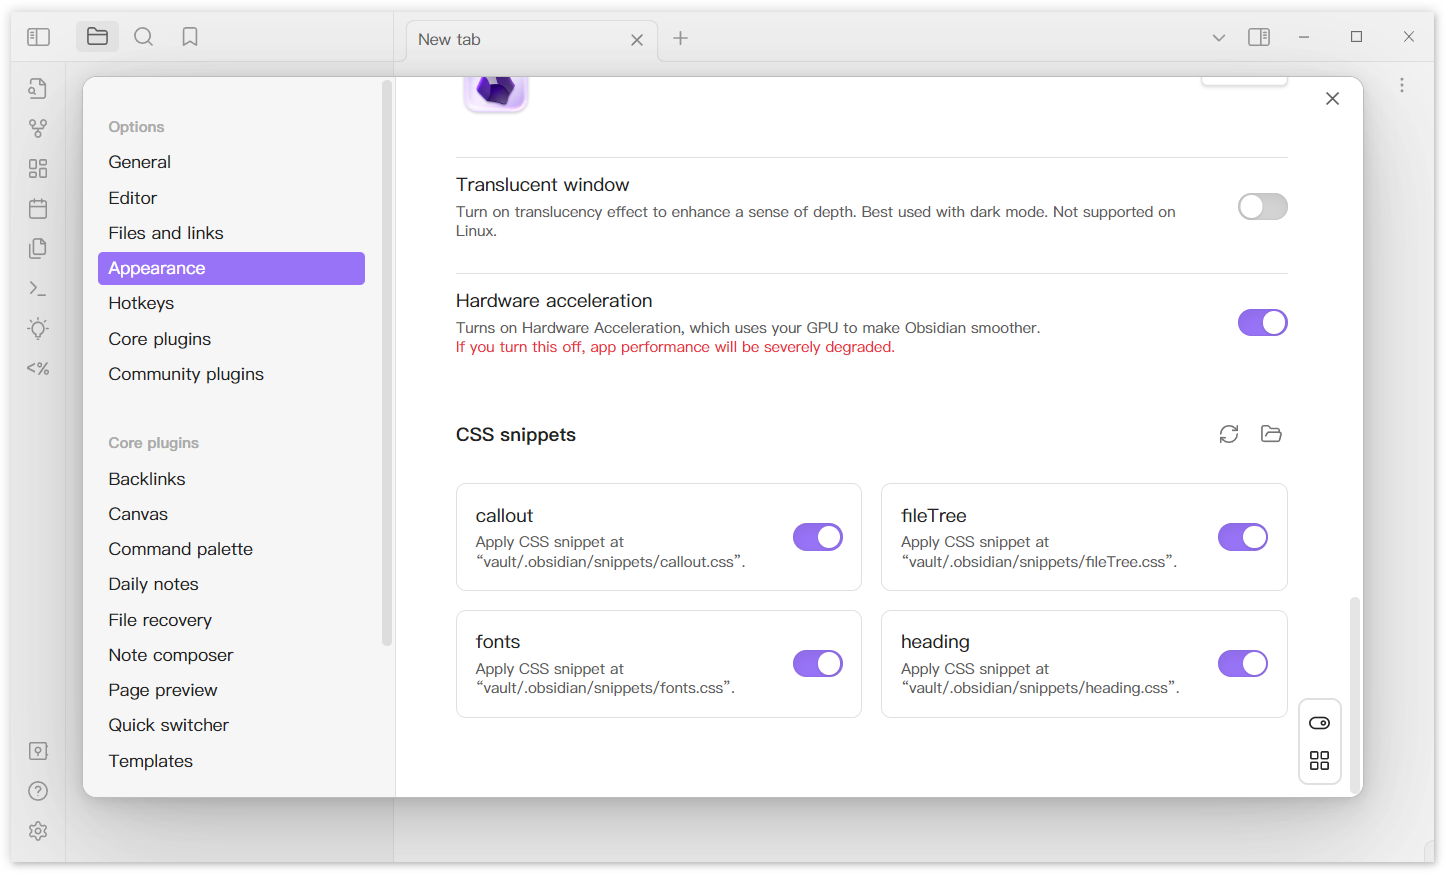 New tab
Options
General
Editor
Files and links
Appearance
Hotkeys
Core plugins
Community plugins
Core plugins
Backlinks
Canvas
Command palette
Daily notes
File recovery
Note composer
Page preview
Quick switcher
Templates
<%
Translucent window
Turn on translucency effect to enhance a sense of depth. Best used with dark mode. Not supported on
Linux.
Hardware acceleration
Turns on Hardware Acceleration, which uses your GPU to make Obsidian smoother.
If you turn this off, app performance will be severely degraded.
CSS snippets
callout
Apply CSS snippet at
“vault/.obsidian/snippets/callout.css”.
fileTree
Apply CSS snippet at
“vault/.obsidian/snippets/fileTree.css”.
fonts
Apply CSS snippet at
“vault/.obsidian/snippets/fonts.css”.
heading
Apply CSS snippet at
“vault/.obsidian/snippets/heading.css”.